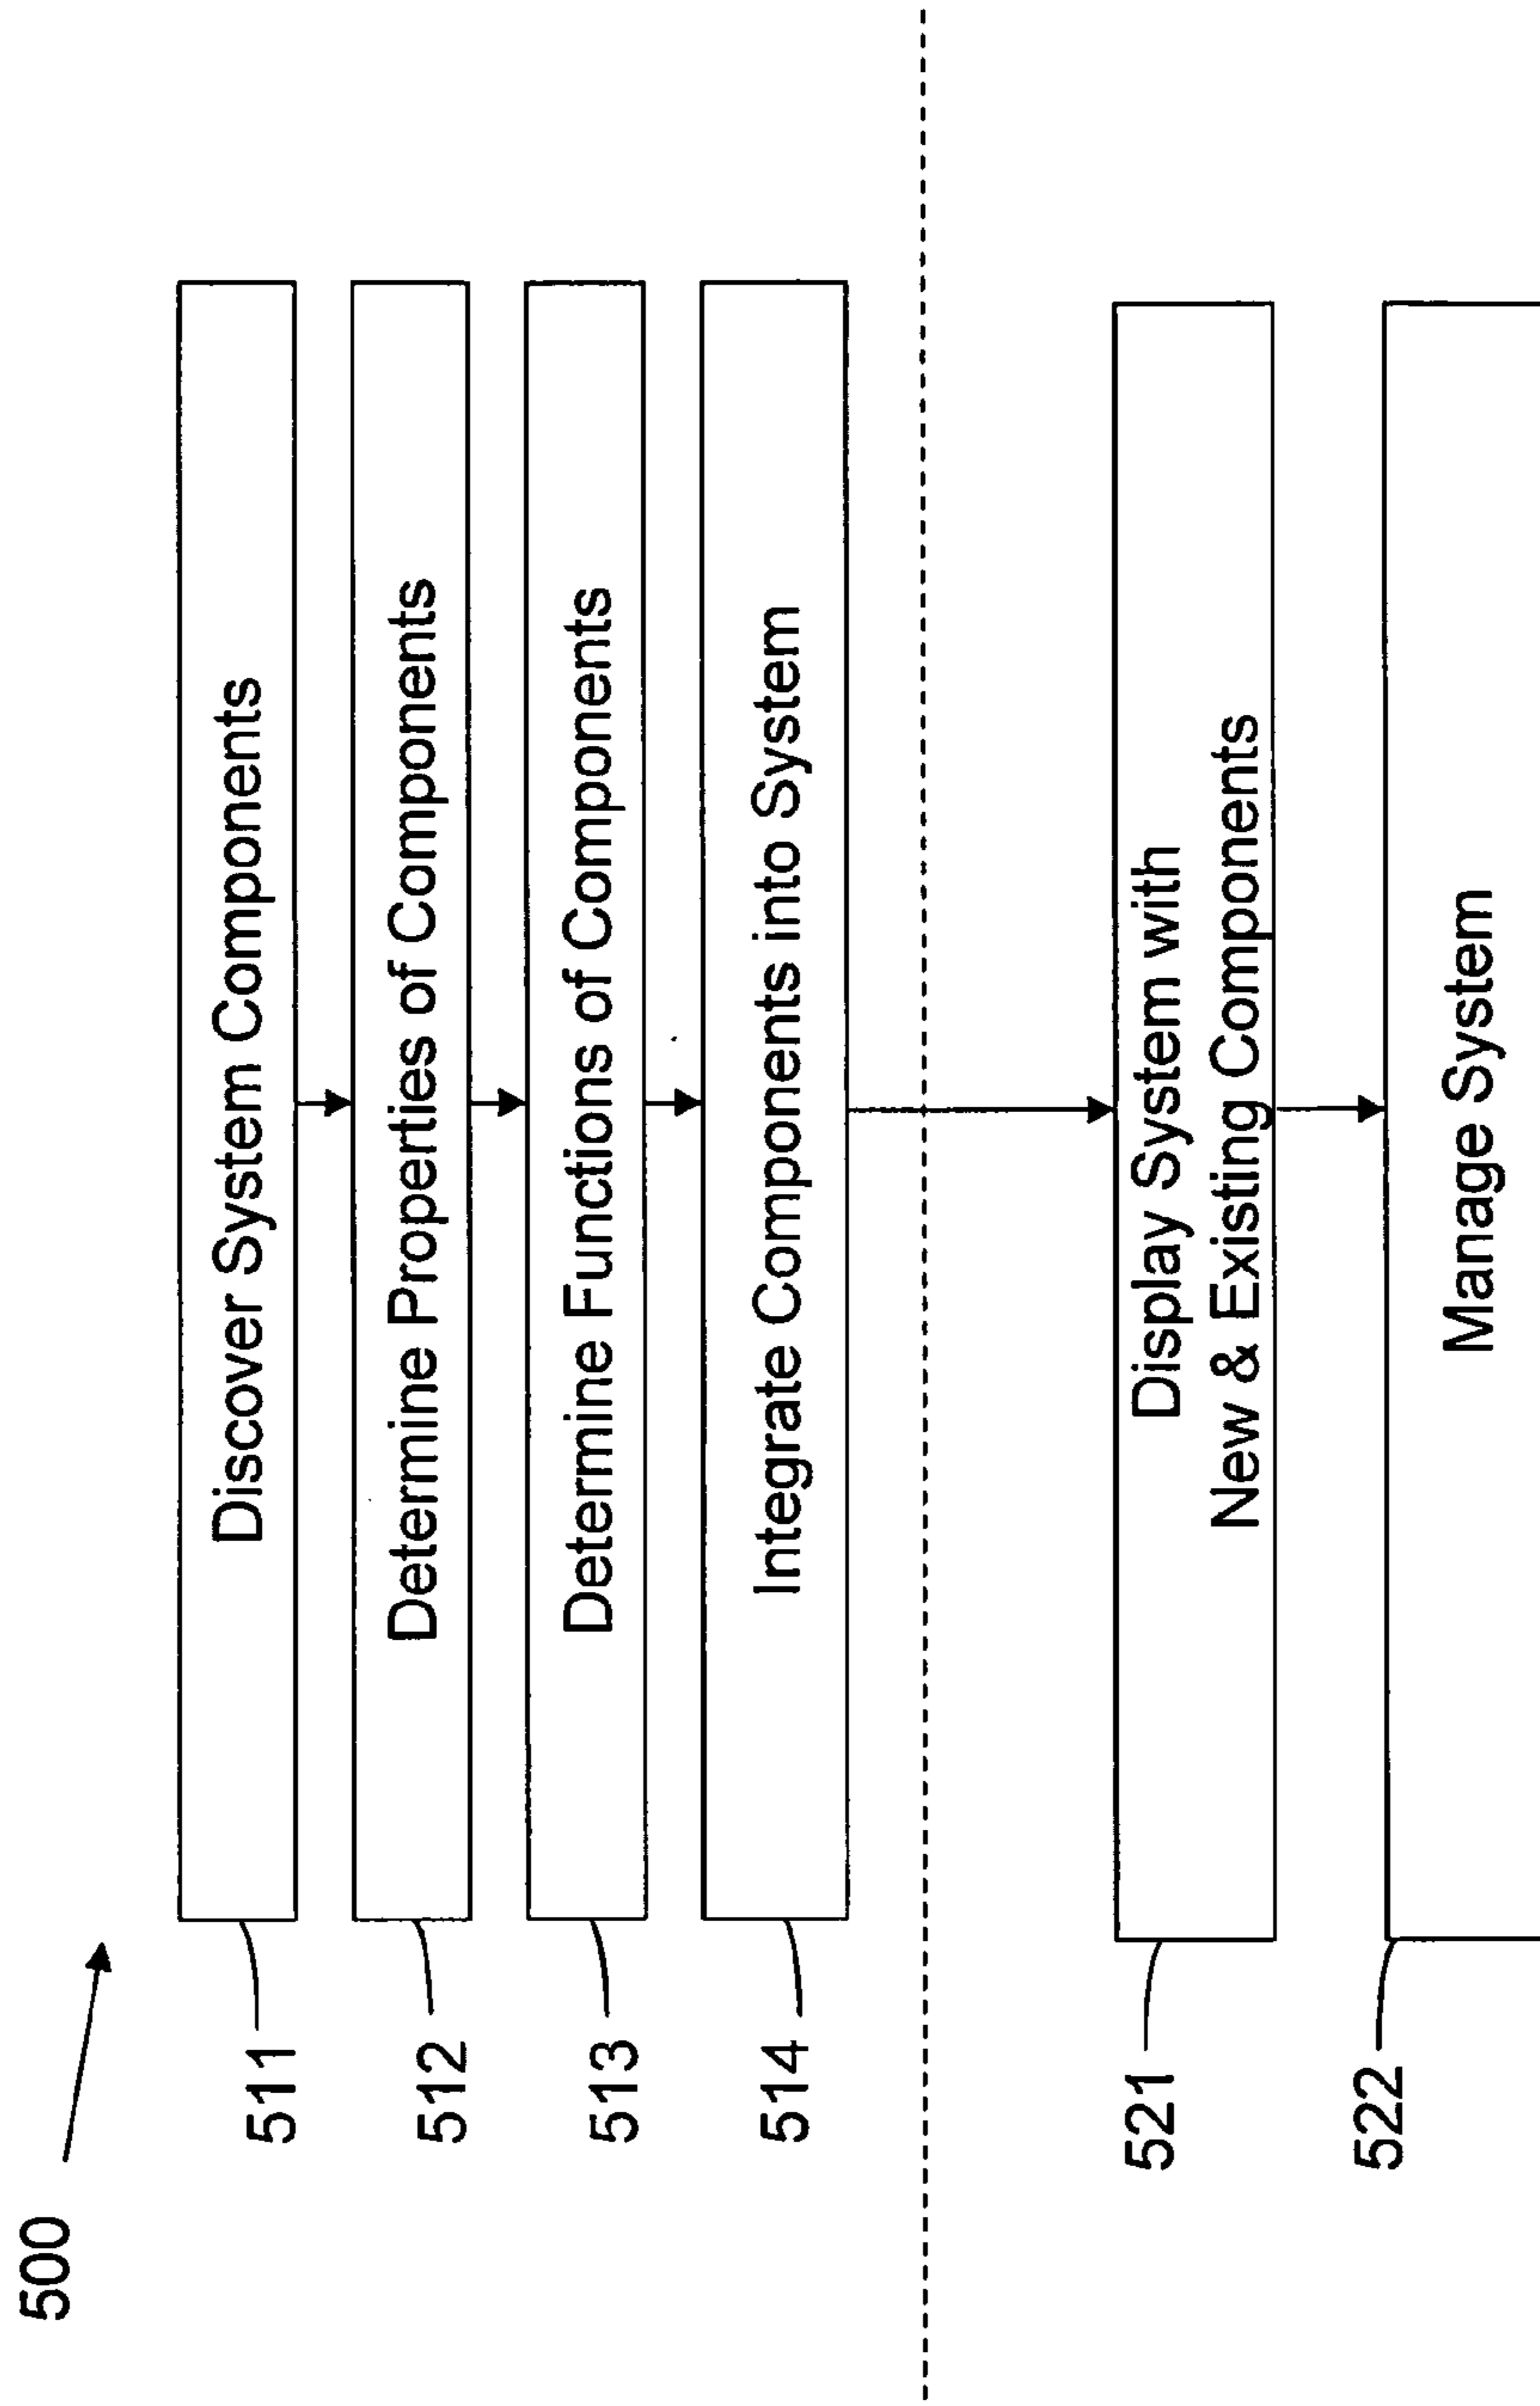 500
511
Discover System Components
512
Determine Properties of Components
513
Determine Functions of Components
514
Integrate Components into System
521
Display System with
New & Existing Components
522
Manage System